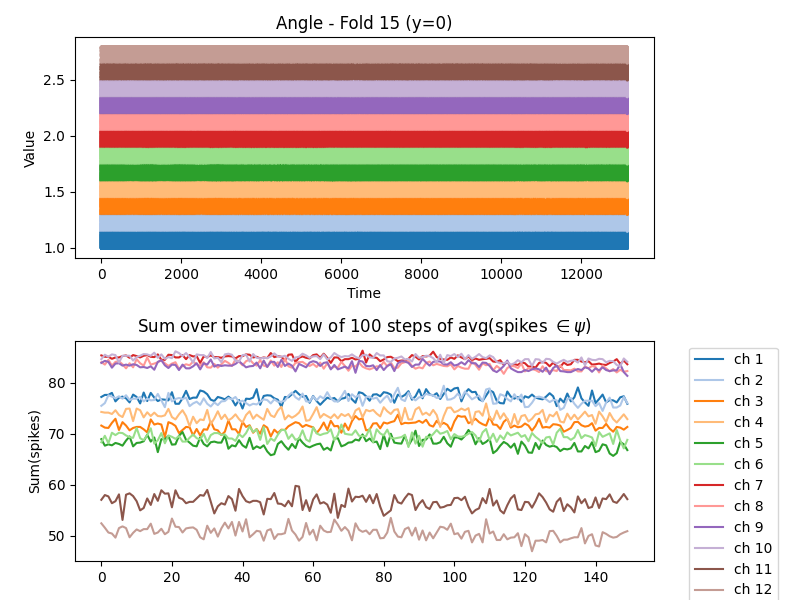 Angle - Fold 15 (y=0)
Value
2.5
2.0
1.5
1.0
0 2000 4000 6000 8000 10000 12000
Time
Sum over timewindow of 100 steps of avg(spikes ∈ ψ)
Sum(spikes)
80
70
60
50
0 20 40 60 80 100 120 140
ch 1
ch 2
ch 3
ch 4
ch 5
ch 6
ch 7
ch 8
ch 9
ch 10
ch 11
ch 12